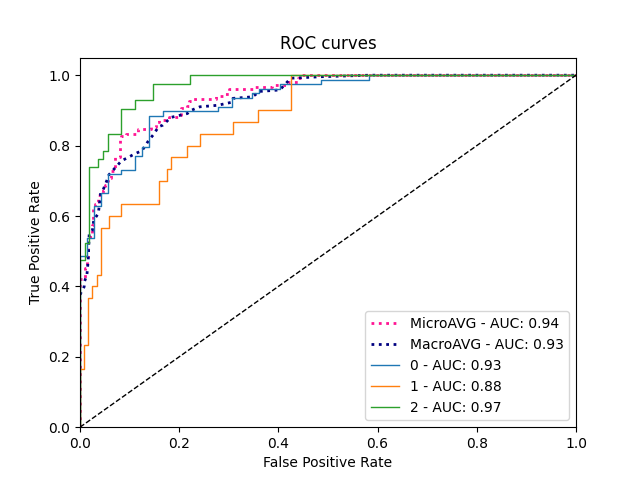 ROC curves
True Positive Rate
1.0
0.8
0.6
0.4
0.2
0.0
MicroAVG - AUC: 0.94
MacroAVG - AUC: 0.93
0 - AUC: 0.93
1 - AUC: 0.88
2 - AUC: 0.97
0.0 0.2 0.4 0.6 0.8 1.0
False Positive Rate